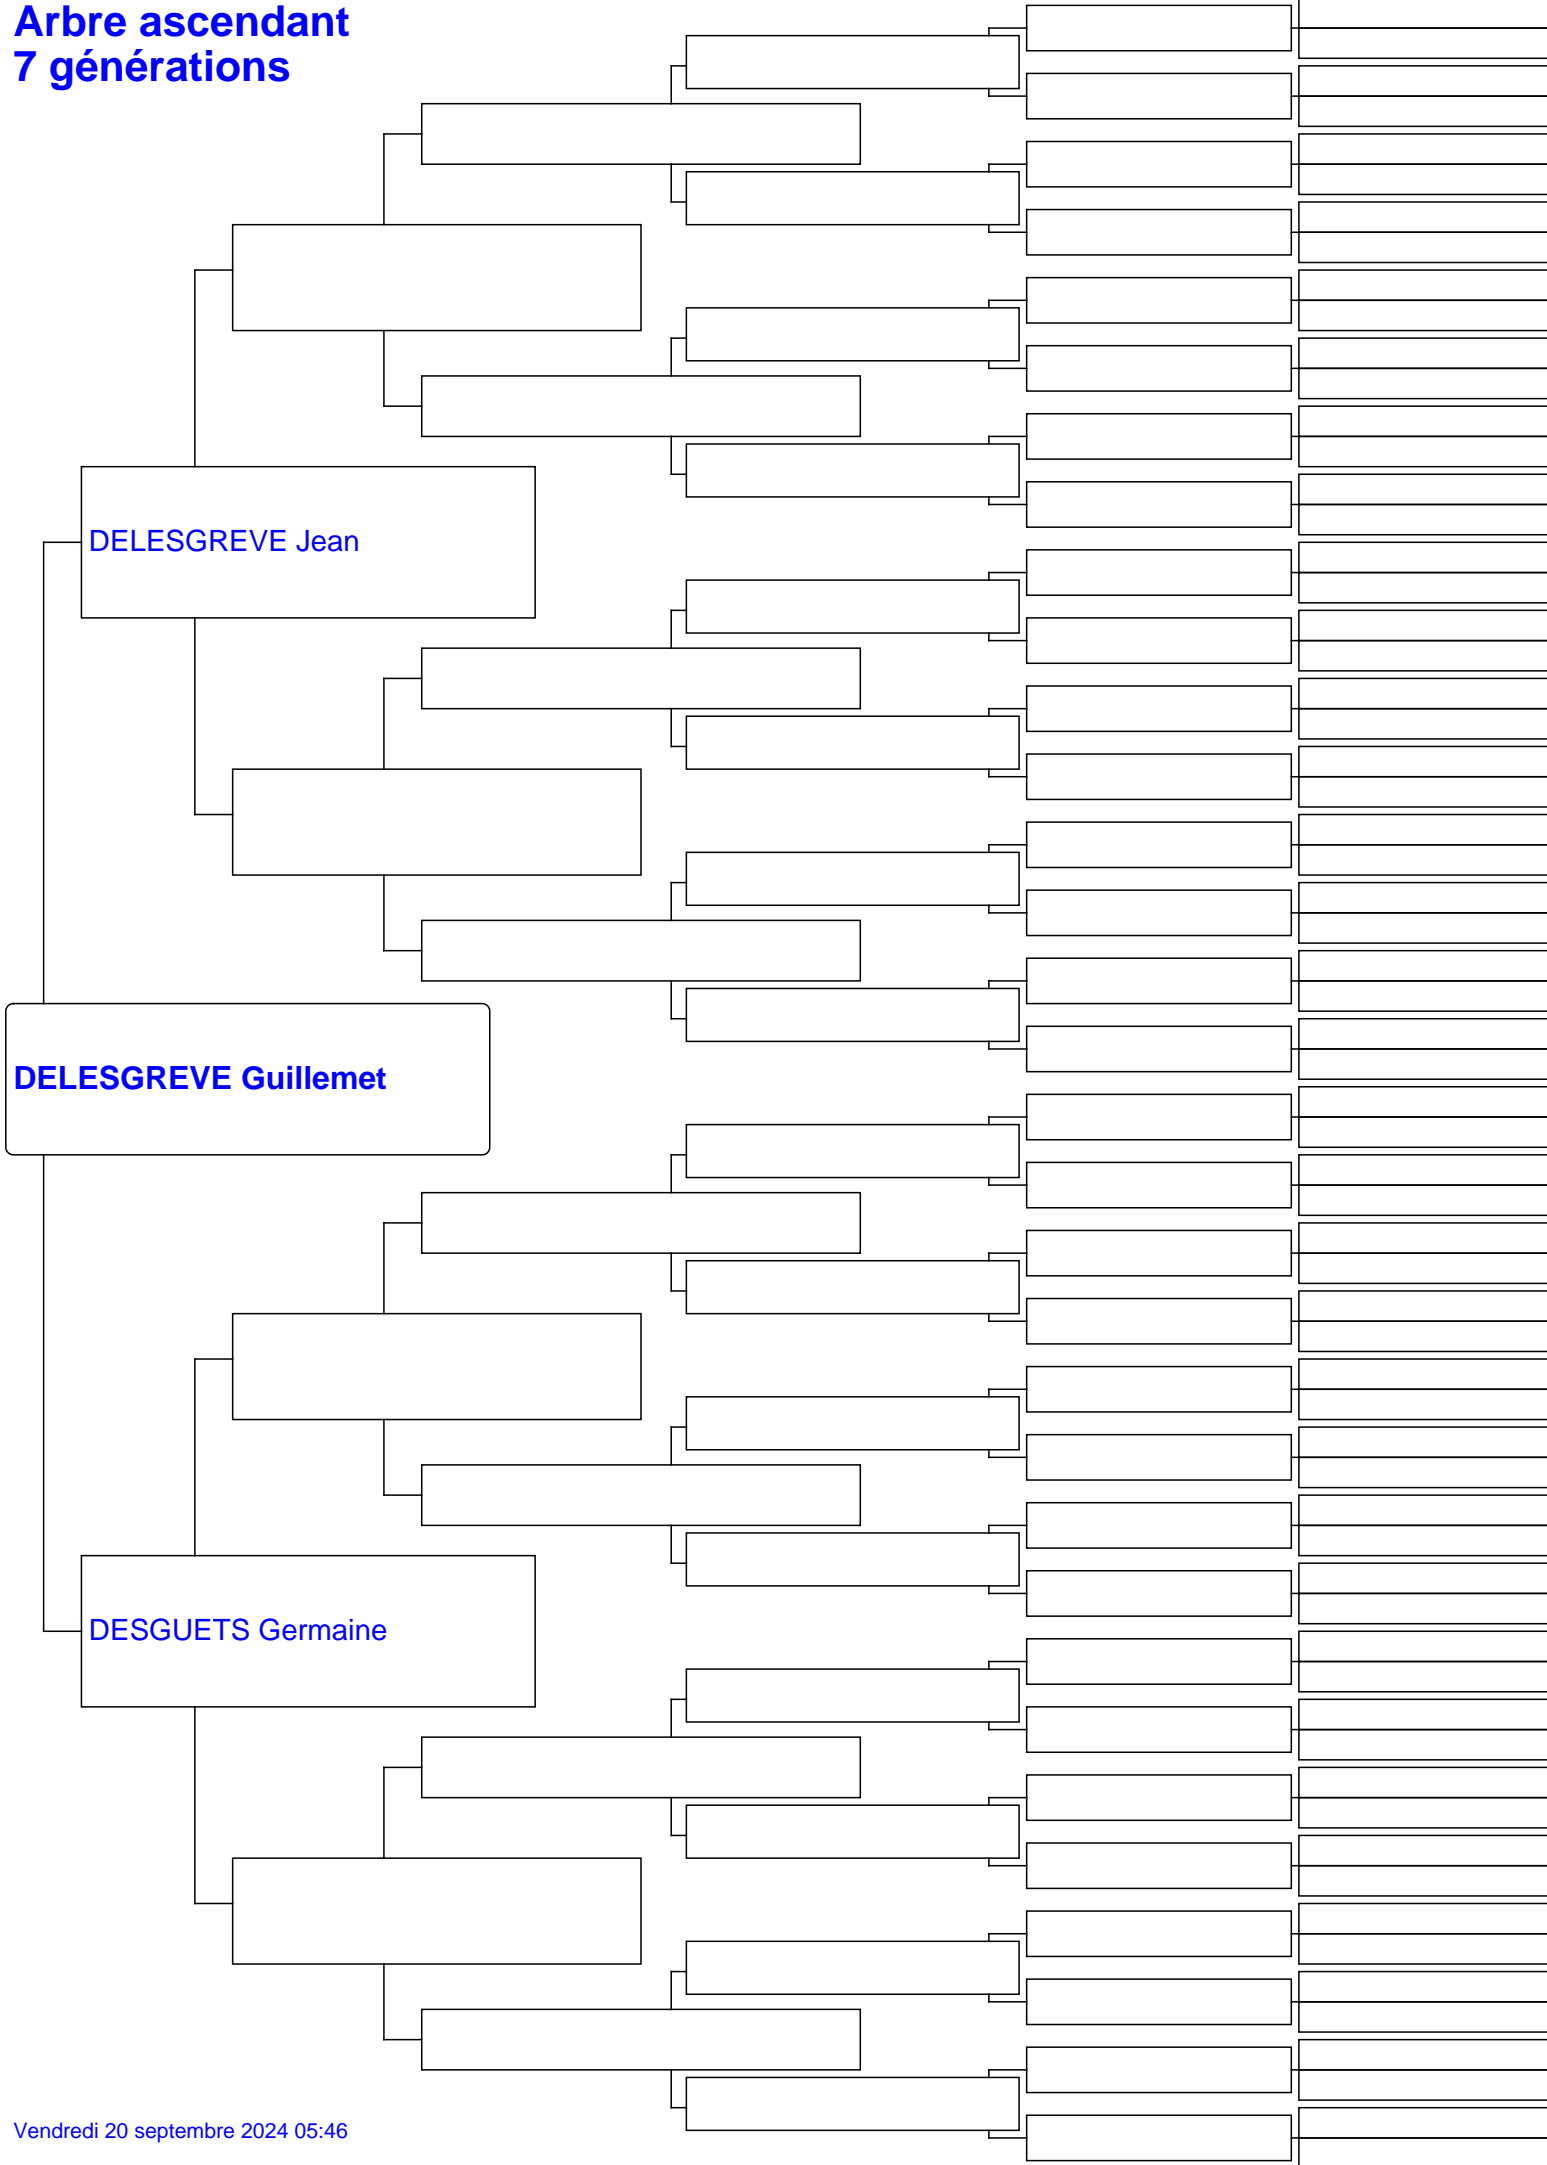 Arbre ascendant
7 générations
DELESGREVE Jean
DELESGREVE Guillemet
DESGUETS Germaine
Vendredi 20 septembre 2024 05:46